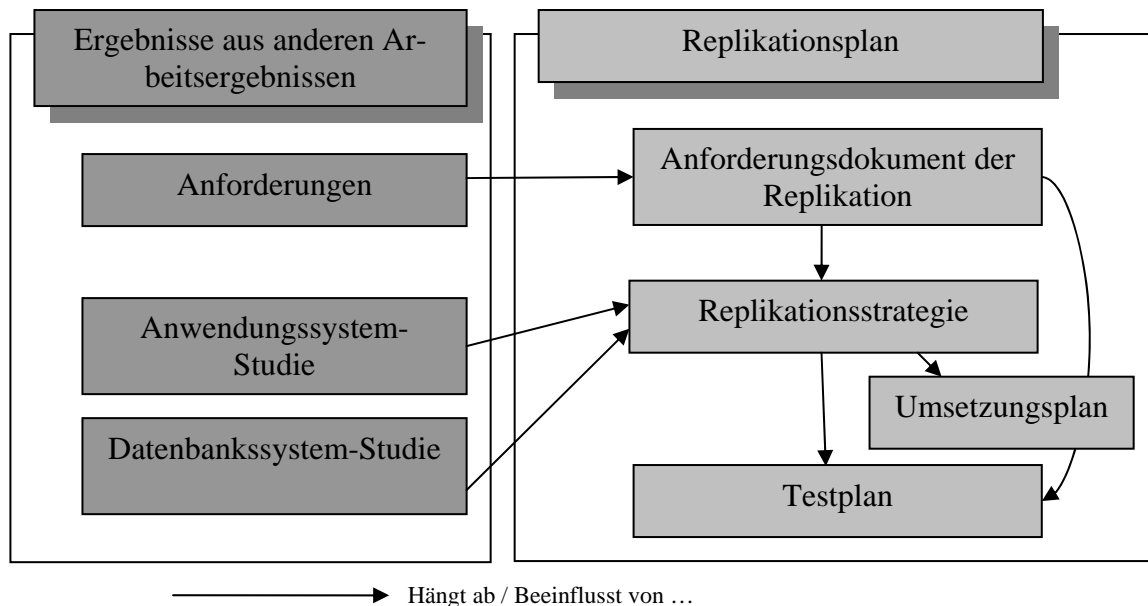 Ergebnisse aus anderen Ar-
beitsergebnissen
Replikationsplan
Anforderungen
Anforderungsdokument der
Replikation
Anwendungssystem-
Studie
Replikationsstrategie
Datenbankssystem-Studie
Umsetzungsplan
Testplan
Hängt ab / Beeinflusst von …